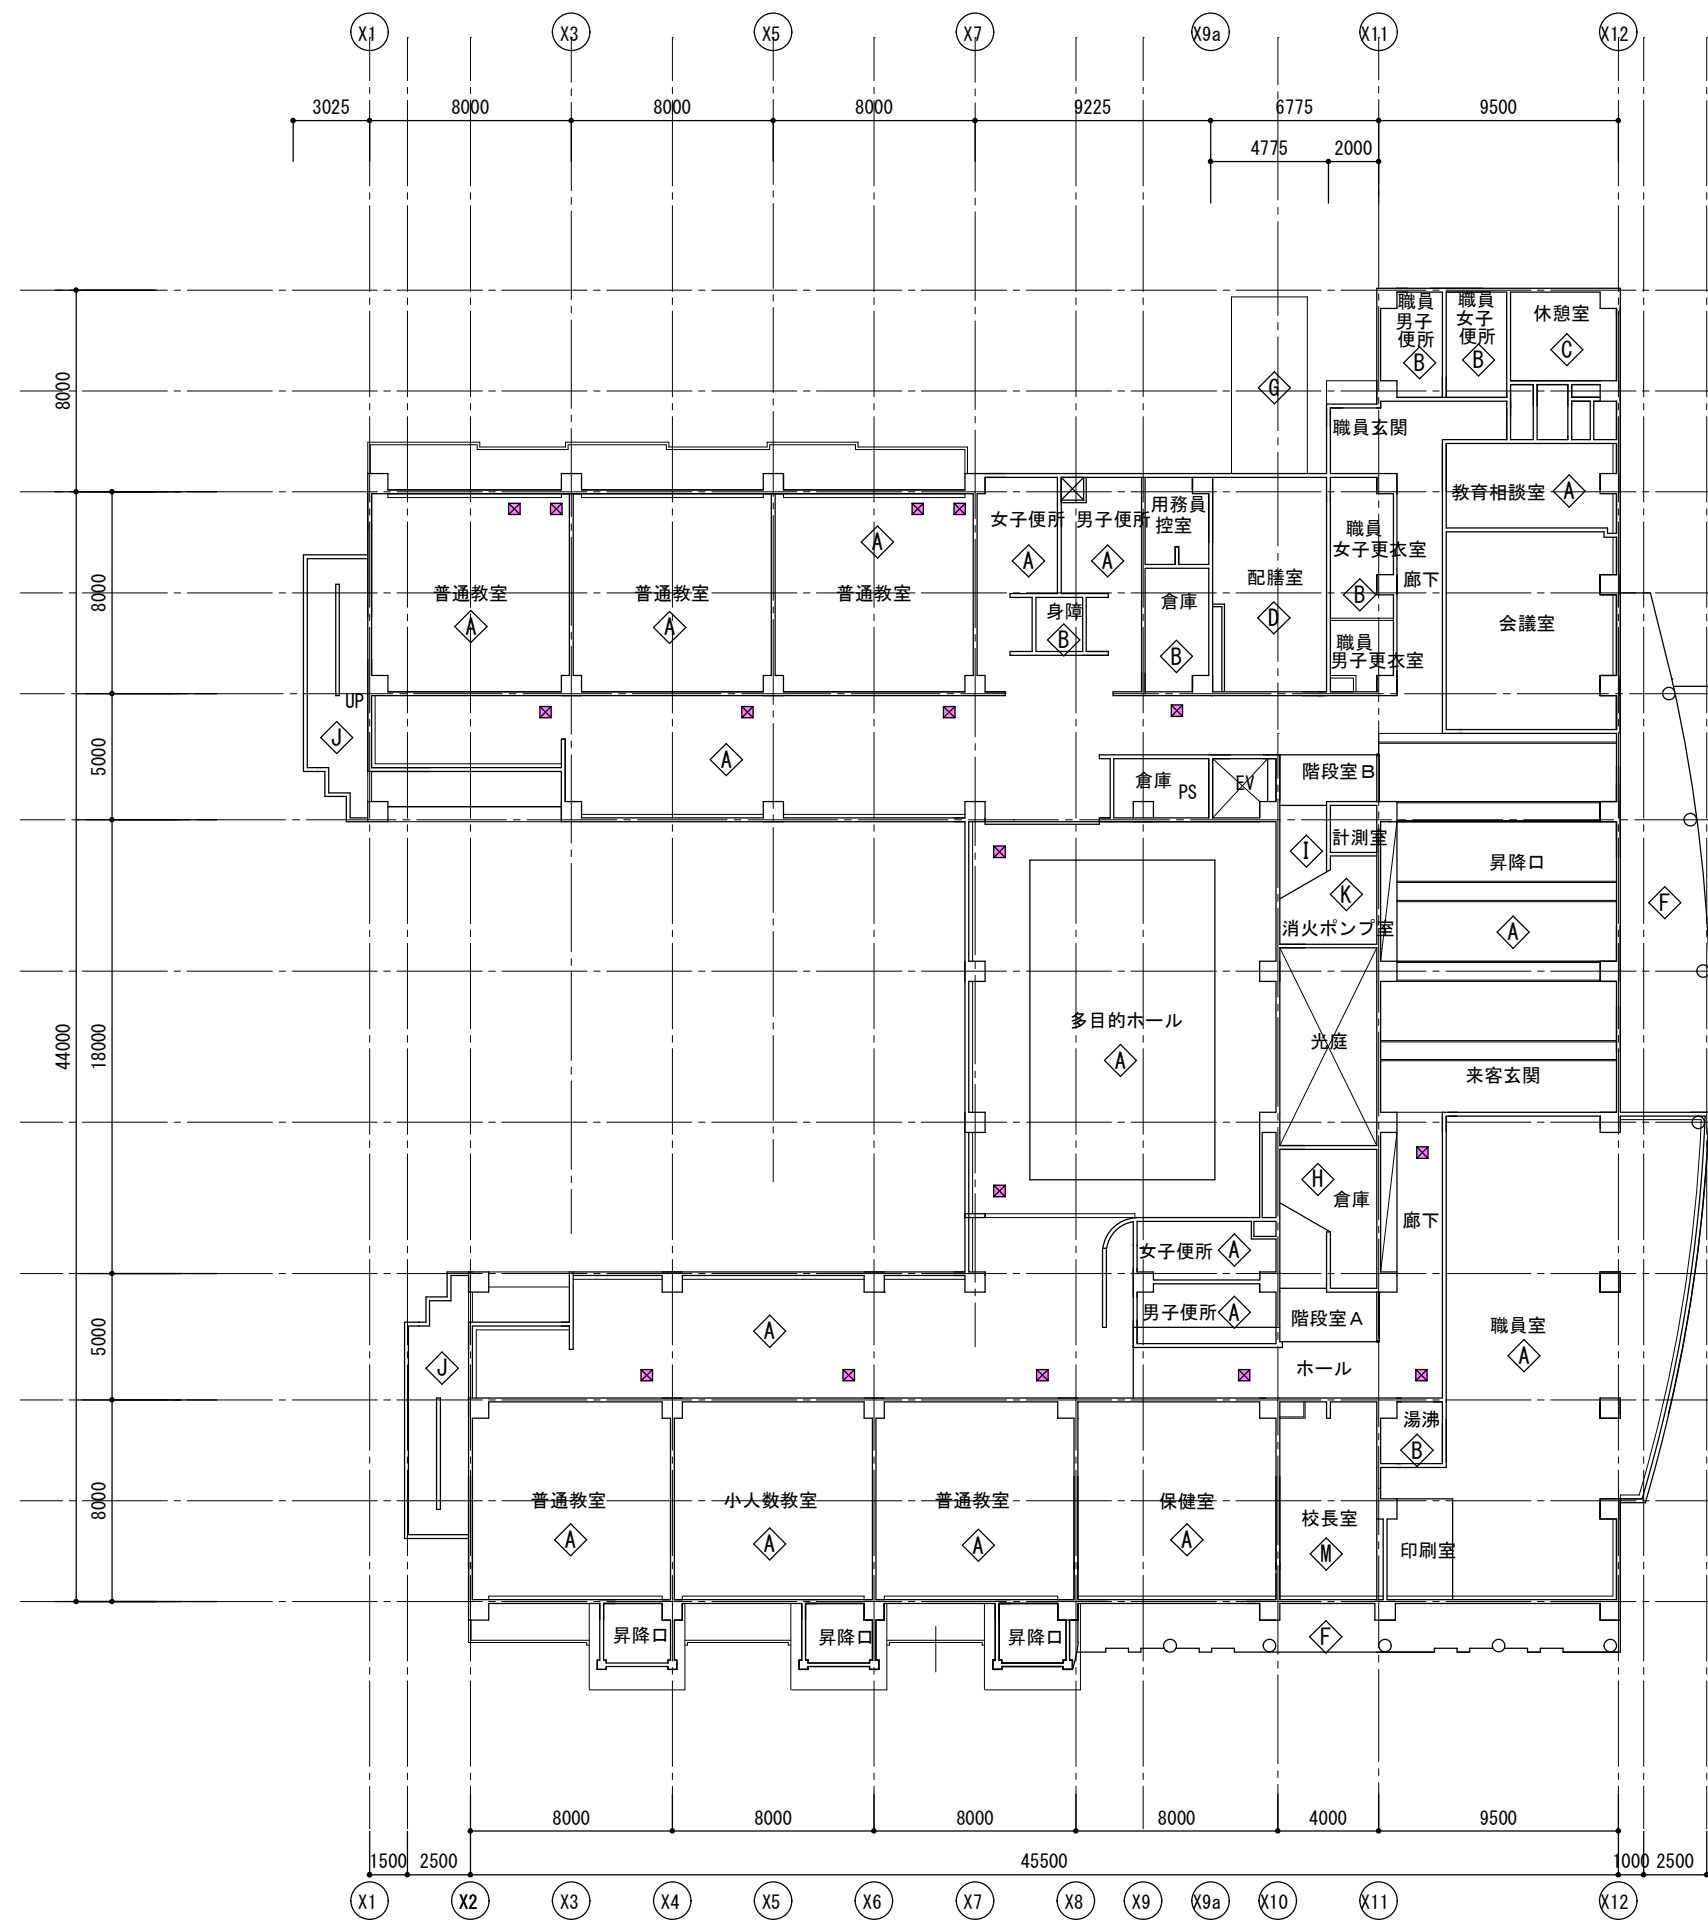 X1 X3 X5 X7 X9a X11 X12
3025 8000 8000 8000 9225 6775 9500
4775 2000
職員
男子
便所
B
職員
女子
便所
B
休憩室
C
8000
G
職員玄関
教育相談室 A
女子便所
A
男子便所
A
用務員
控室
A
職員
女子更衣室
B
廊下
配膳室
D
8000
普通教室
A
普通教室
A
普通教室
身障
B
倉庫
B
会議室
職員
男子更衣室
UP
J
5000
A
倉庫
PS
EV
階段室B
計測室
I
K
消火ポンプ室
昇降口
A
F
44000
18000
多目的ホール
A
光庭
来客玄関
H
倉庫
廊下
女子便所 A
男子便所 A
階段室A
5000
A
J
ホール
職員室
A
湯沸
B
8000
普通教室
A
小人数教室
A
普通教室
A
保健室
A
校長室
M
印刷室
昇降口
昇降口
昇降口
F
8000 8000 8000 8000 4000 9500
1500 2500 45500 1000 2500
X1 X2 X3 X4 X5 X6 X7 X8 X9 X9a X10 X11 X12